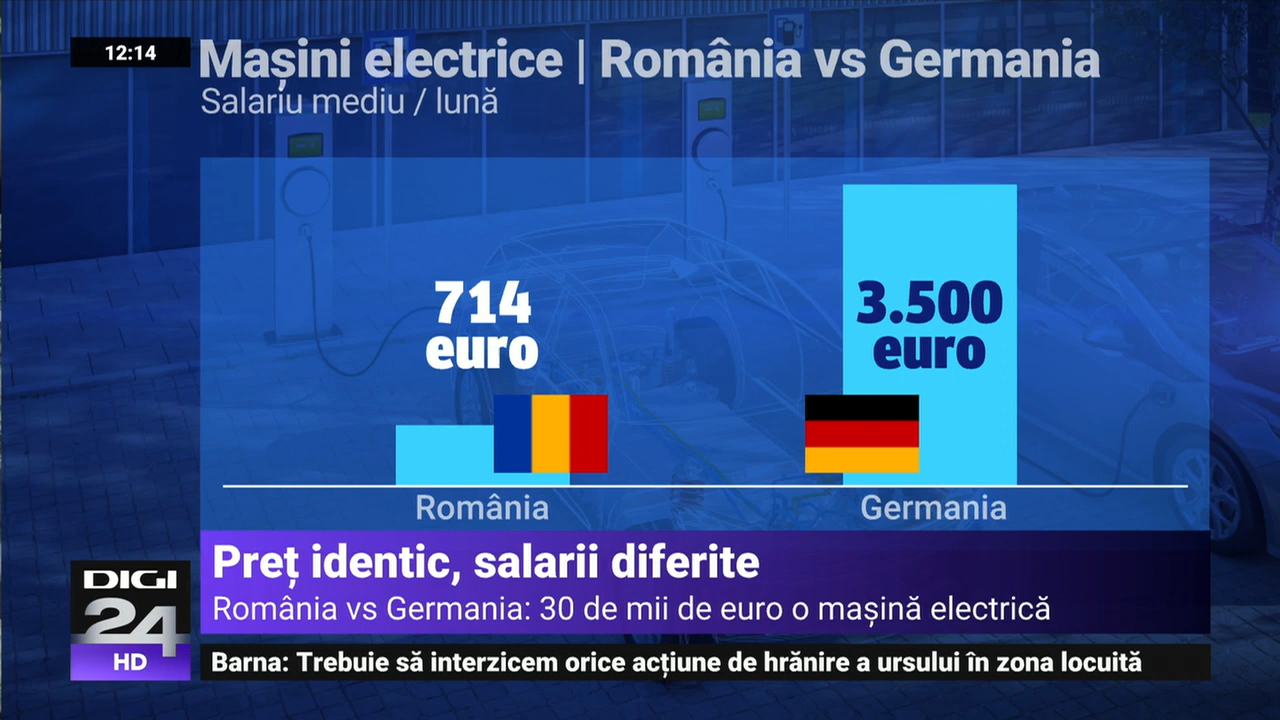 12:14
Mașini electrice | România vs Germania
Salariu mediu / lună
714
euro
3.500
euro
România
Germania
Preț identic, salarii diferite
România vs Germania: 30 de mii de euro o mașină electrică
DIGI
24
HD
Barna: Trebuie să interzicem orice acțiune de hrănire a ursului în zona locuită